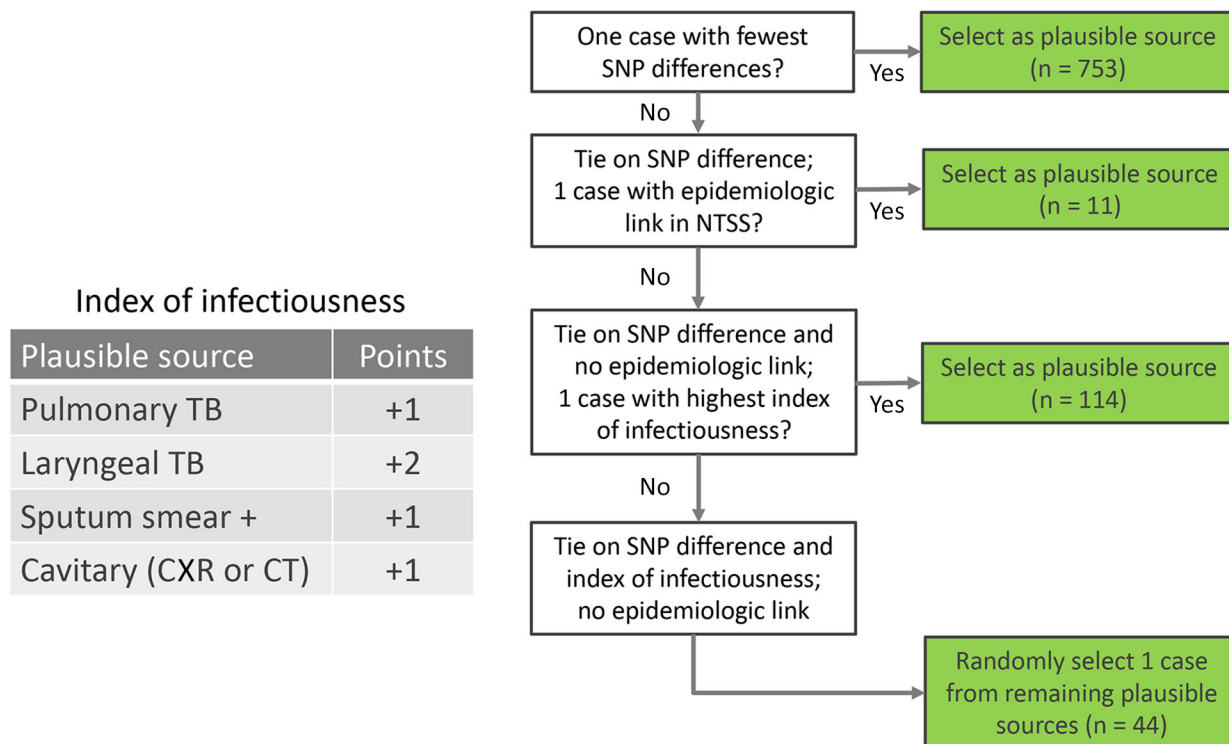 One case with fewest
SNP differences?
Yes
Select as plausible source
(n = 753)
No
Tie on SNP difference;
1 case with epidemiologic
link in NTSS?
Yes
Select as plausible source
(n = 11)
No
Tie on SNP difference and
no epidemiologic link;
1 case with highest index
of infectiousness?
Yes
Select as plausible source
(n = 114)
No
Tie on SNP difference and
index of infectiousness;
no epidemiologic link
Randomly select 1 case
from remaining plausible
sources (n = 44)
Index of infectiousness
Plausible source Points
Pulmonary TB +1
Laryngeal TB +2
Sputum smear + +1
Cavitary (CXR or CT) +1